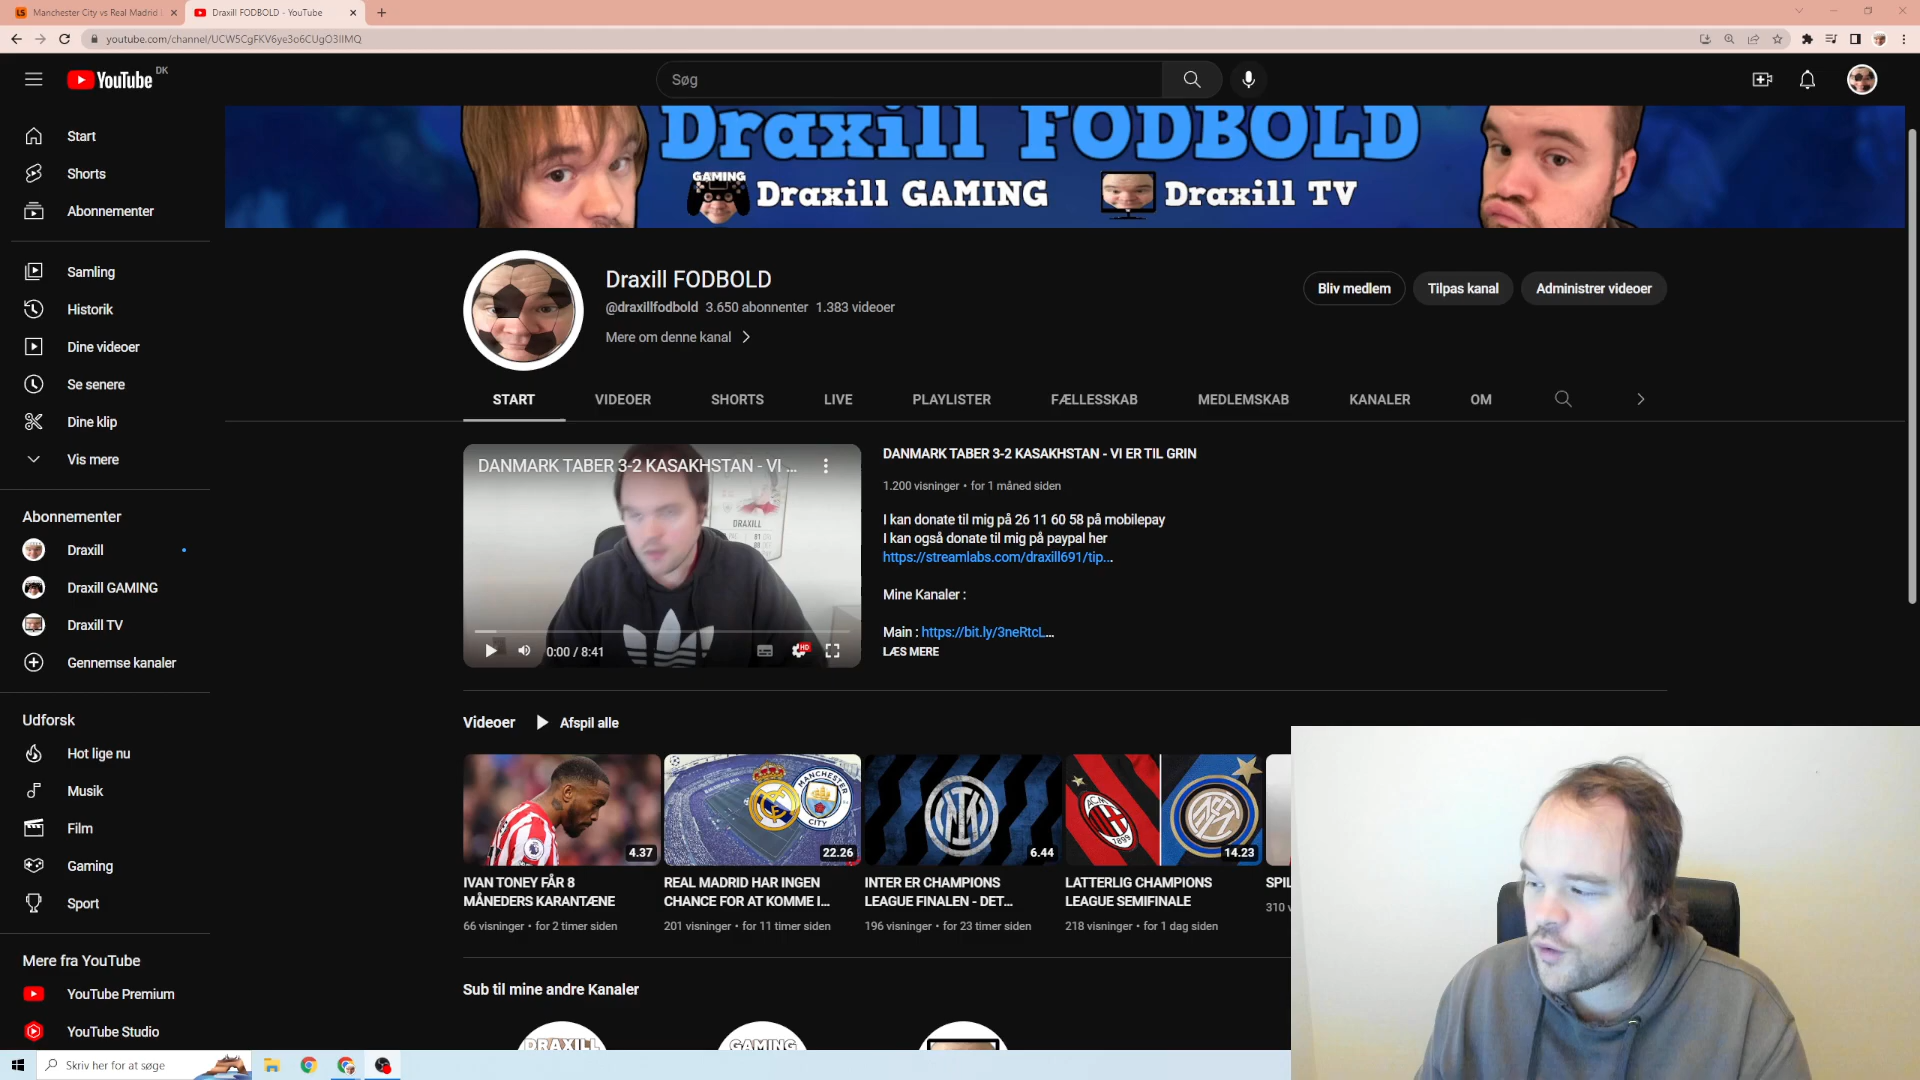 Manchester City vs Real Madrid
Draxill FODBOLD - YouTube
youtube.com/channel/UCW5CgFKV6ye3o6CUgO3IIMQ
YouTube DK
Søg
Start
Shorts
Abonnementer
Samling
Historik
Dine videoer
Se senere
Dine klip
Vis mere
Abonnementer
Draxill
Draxill GAMING
Draxill TV
Gennemse kanaler
Udforsk
Hot lige nu
Musik
Film
Gaming
Sport
Mere fra YouTube
YouTube Premium
YouTube Studio
Draxill FODBOLD
GAMING
Draxill GAMING
Draxill TV
Draxill FODBOLD
@draxillfodbold 3.650 abonnenter 1.383 videoer
Mere om denne kanal
Bliv medlem
Tilpas kanal
Administrer videoer
START
VIDEOER
SHORTS
LIVE
PLAYLISTER
FÆLLESSKAB
MEDLEMSKAB
KANALER
OM
DANMARK TABER 3-2 KASAKHSTAN - VI ...
DRAXILL
0:00 / 8:41
HD
DANMARK TABER 3-2 KASAKHSTAN - VI ER TIL GRIN
1.200 visninger • for 1 måned siden
I kan donate til mig på 26 11 60 58 på mobilepay
I kan også donate til mig på paypal her
https://streamlabs.com/draxill691/tip...
Mine Kanaler :
Main : https://bit.ly/3neRtcL...
LÆS MERE
Videoer
Afspil alle
4.37
IVAN TONEY FÅR 8
MÅNEDERS KARANTÆNE
66 visninger • for 2 timer siden
MANCHESTER
CITY
22.26
REAL MADRID HAR INGEN
CHANCE FOR AT KOMME I...
201 visninger • for 11 timer siden
6.44
INTER ER CHAMPIONS
LEAGUE FINALEN - DET...
196 visninger • for 23 timer siden
ACM
1899
14.23
LATTERLIG CHAMPIONS
LEAGUE SEMIFINALE
218 visninger • for 1 dag siden
SPIL
310 v
Sub til mine andre Kanaler
DRAXILL
GAMING
Skriv her for at søge